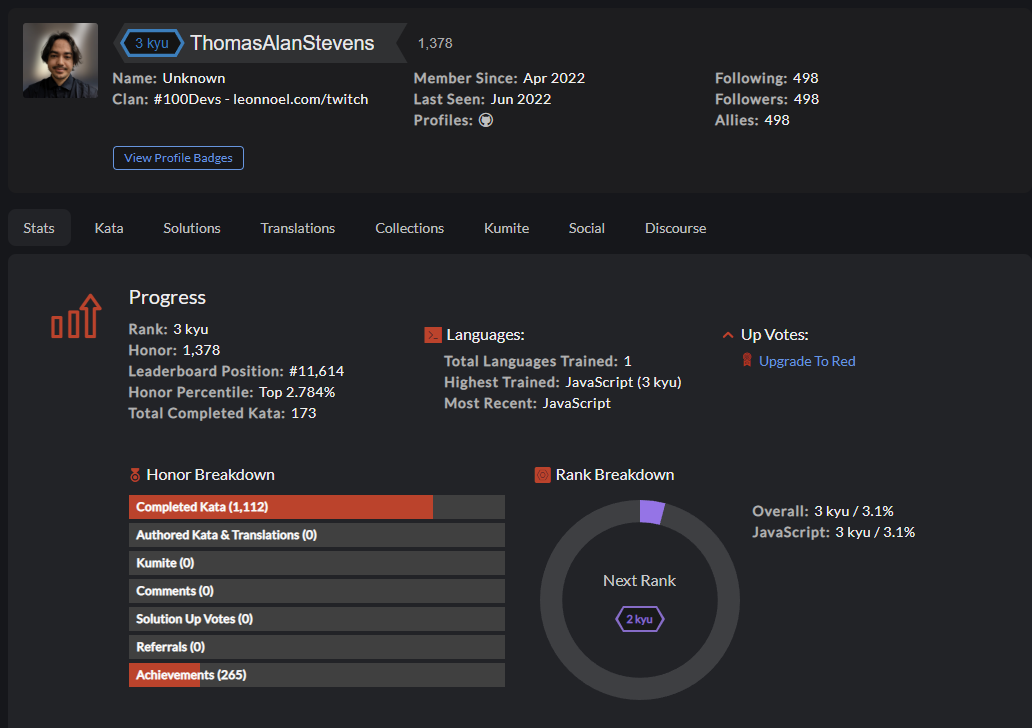 3 kyu ThomasAlanStevens 1,378
Name: Unknown
Clan: #100Devs - leonnoel.com/twitch
Member Since: Apr 2022
Last Seen: Jun 2022
Profiles:
Following: 498
Followers: 498
Allies: 498
View Profile Badges
Stats Kata Solutions Translations Collections Kumite Social Discourse
Progress
Rank: 3 kyu
Honor: 1,378
Leaderboard Position: #11,614
Honor Percentile: Top 2.784%
Total Completed Kata: 173
Languages:
Total Languages Trained: 1
Highest Trained: JavaScript (3 kyu)
Most Recent: JavaScript
Up Votes:
Upgrade To Red
Honor Breakdown
Completed Kata (1,112)
Authored Kata & Translations (0)
Kumite (0)
Comments (0)
Solution Up Votes (0)
Referrals (0)
Achievements (265)
Rank Breakdown
Next Rank
2 kyu
Overall: 3 kyu / 3.1%
JavaScript: 3 kyu / 3.1%